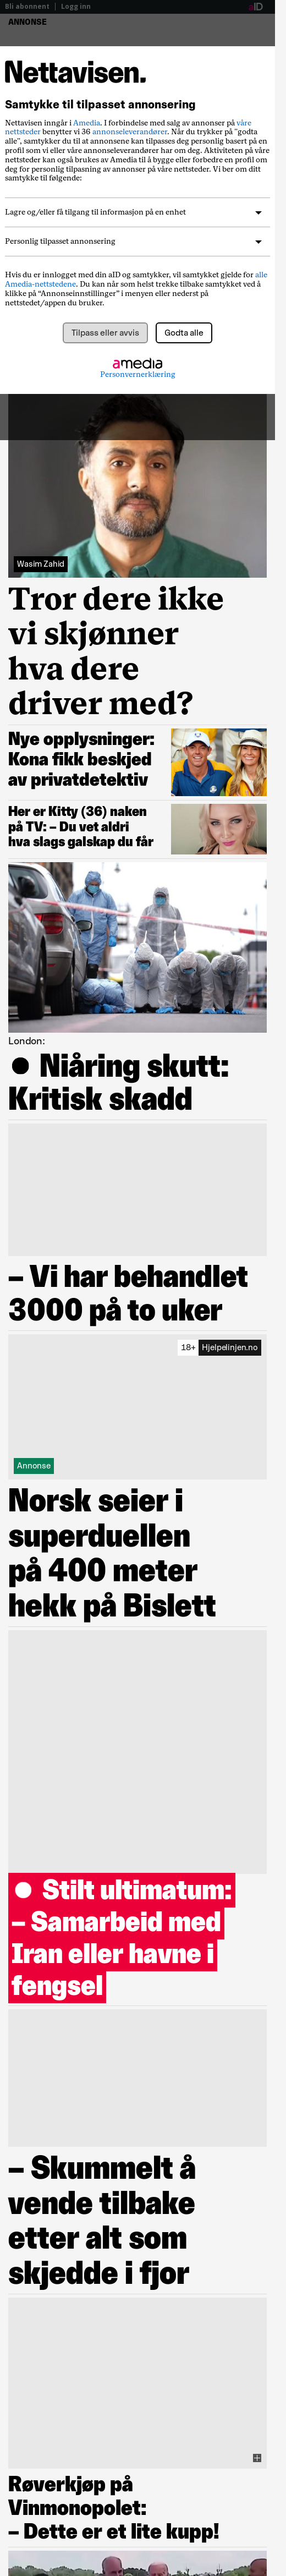 Bli abonnent | Logg inn
aID
ANNONSE
Nettavisen.
Samtykke til tilpasset annonsering
Nettavisen inngår i Amedia. I forbindelse med salg av annonser på våre
nettsteder benytter vi 36 annonseleverandører. Når du trykker på "godta
alle", samtykker du til at annonsene kan tilpasses deg personlig basert på en
profil som vi eller våre annonseleverandører har om deg. Aktiviteten på våre
nettsteder kan også brukes av Amedia til å bygge eller forbedre en profil om
deg for personlig tilpasning av annonser på våre nettsteder. Vi ber om ditt
samtykke til følgende:
Lagre og/eller få tilgang til informasjon på en enhet
Personlig tilpasset annonsering
Hvis du er innlogget med din aID og samtykker, vil samtykket gjelde for alle
Amedia-nettstedene. Du kan når som helst trekke tilbake samtykket ved å
klikke på “Annonseinnstillinger” i menyen eller nederst på
nettstedet/appen du bruker.
Tilpass eller avvis
Godta alle
amedia
Personvernerklæring
Wasim Zahid
Tror dere ikke
vi skjønner
hva dere
driver med?
Nye opplysninger:
Kona fikk beskjed
av privatdetektiv
Her er Kitty (36) naken
på TV: – Du vet aldri
hva slags galskap du får
London:
● Niåring skutt:
Kritisk skadd
– Vi har behandlet
3000 på to uker
18+ Hjelpelinjen.no
Annonse
Norsk seier i
superduellen
på 400 meter
hekk på Bislett
● Stilt ultimatum:
– Samarbeid med
Iran eller havne i
fengsel
– Skummelt å
vende tilbake
etter alt som
skjedde i fjor
Røverkjøp på
Vinmonopolet:
– Dette er et lite kupp!